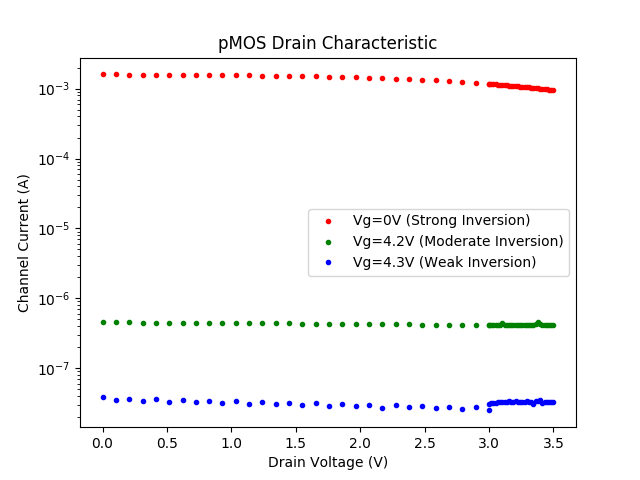 pMOS Drain Characteristic
Channel Current (A)
10⁻³
10⁻⁴
10⁻⁵
10⁻⁶
10⁻⁷
Vg=0V (Strong Inversion)
Vg=4.2V (Moderate Inversion)
Vg=4.3V (Weak Inversion)
0.0 0.5 1.0 1.5 2.0 2.5 3.0 3.5
Drain Voltage (V)